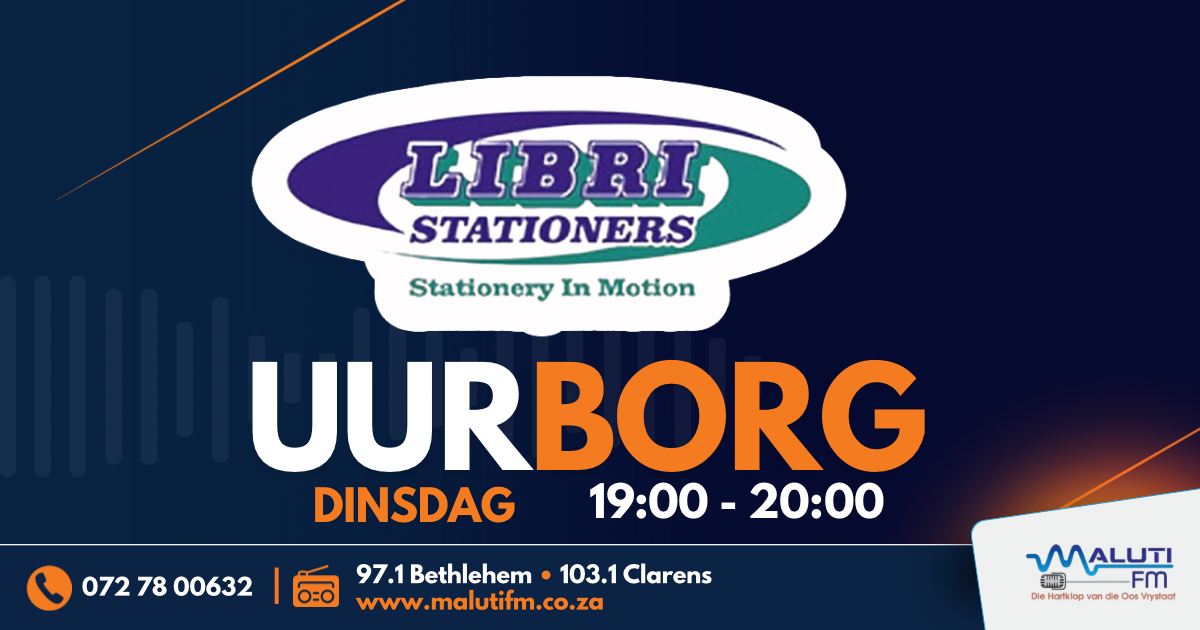 LIBRI
STATIONERS
Stationery In Motion
UURBORG
DINSDAG 19:00 - 20:00
072 78 00632
97.1 Bethlehem • 103.1 Clarens
www.malutifm.co.za
MALUTI
FM
Die Hartklop van die Oos Vrystaat